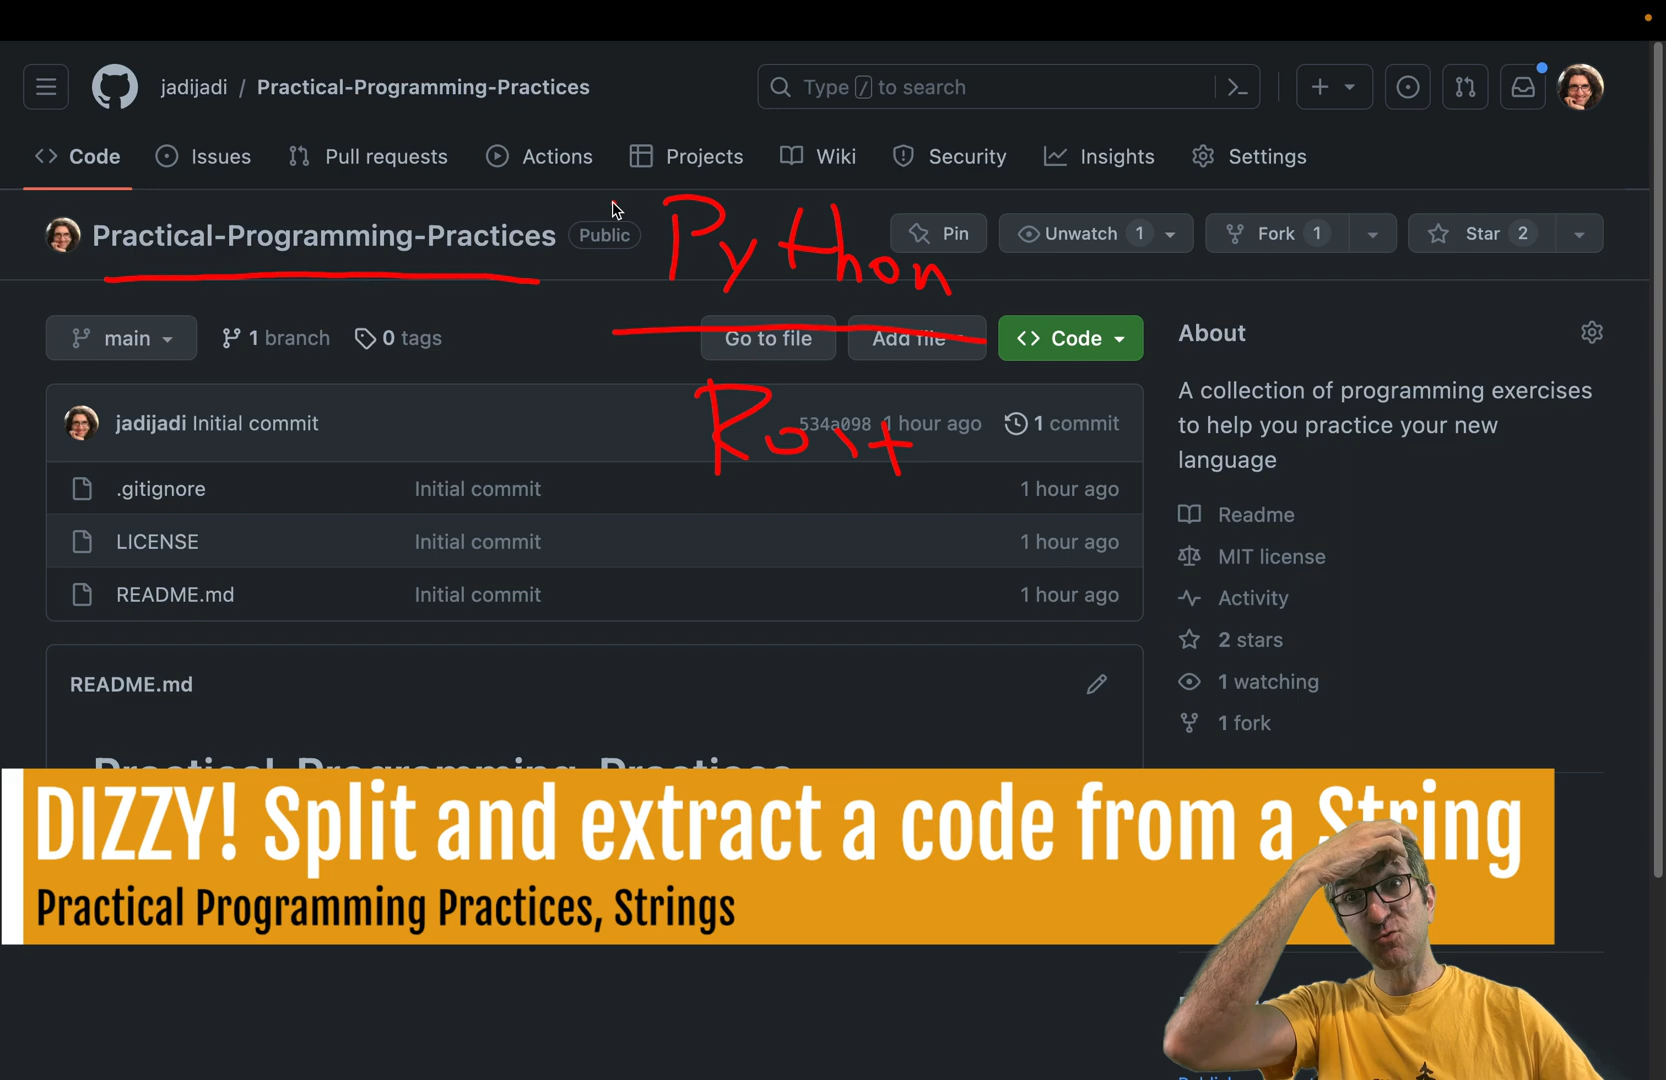 jadijadi / Practical-Programming-Practices
Type / to search
Code Issues Pull requests Actions Projects Wiki Security Insights Settings
Practical-Programming-Practices Public
Python
Pin Unwatch 1 Fork 1 Star 2
main 1 branch 0 tags Go to file Add file Code
About
A collection of programming exercises
to help you practice your new
language
jadijadi Initial commit 534a098 1 hour ago 1 commit
Rost
.gitignore Initial commit 1 hour ago
LICENSE Initial commit 1 hour ago
README.md Initial commit 1 hour ago
Readme
MIT license
Activity
2 stars
1 watching
1 fork
README.md
Practical-Programming-Practices
DIZZY! Split and extract a code from a String
Practical Programming Practices, Strings